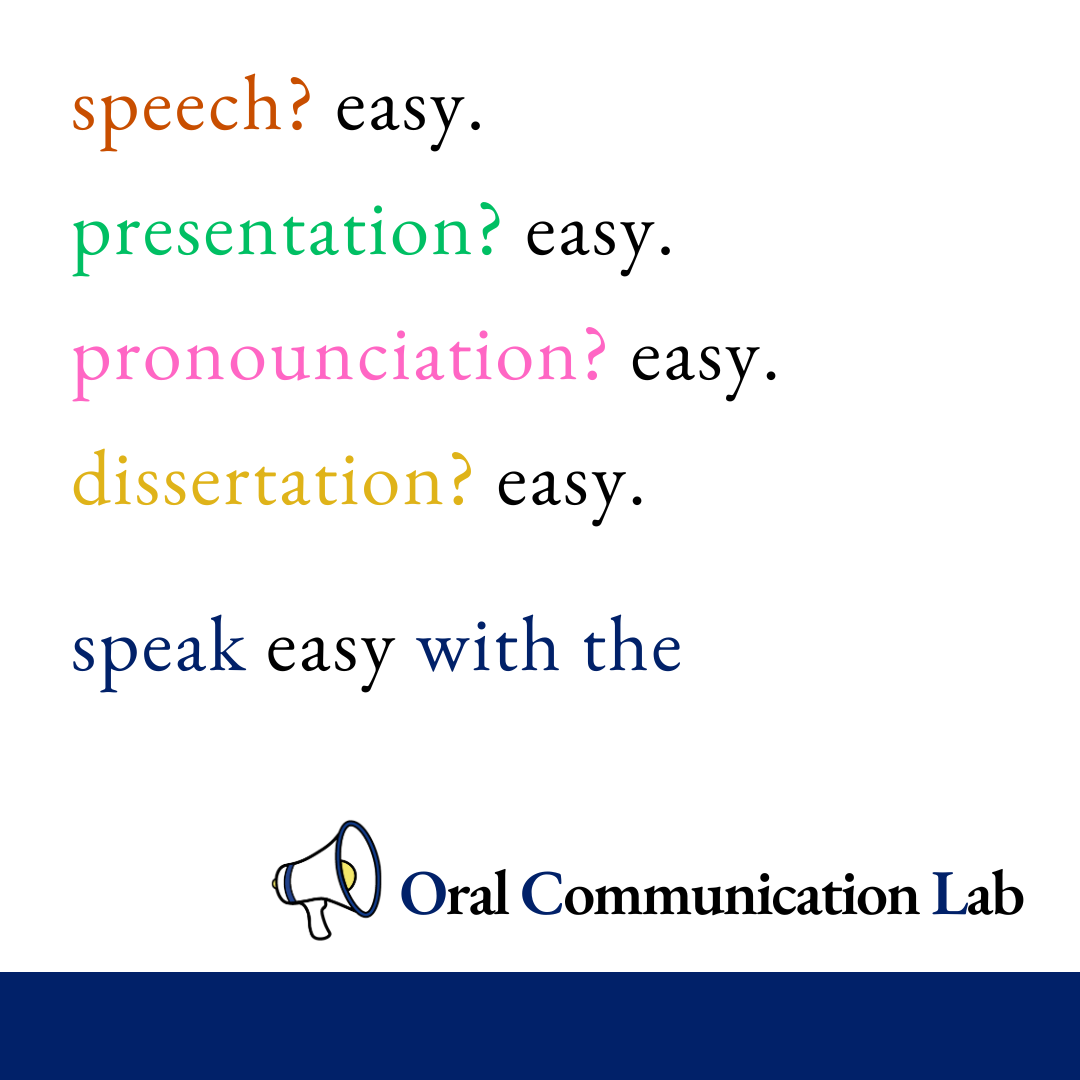 speech? easy.
presentation? easy.
pronounciation? easy.
dissertation? easy.
speak easy with the
Oral Communication Lab